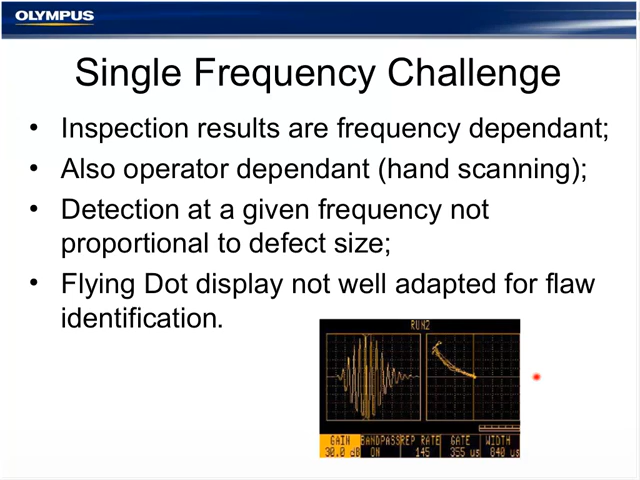 OLYMPUS
Single Frequency Challenge
• Inspection results are frequency dependant;
• Also operator dependant (hand scanning);
• Detection at a given frequency not
proportional to defect size;
• Flying Dot display not well adapted for flaw
identification.
RUN2
GAIN BANDPASS REP RATE GATE WIDTH
30.0 dB ON 145 355 us 840 us